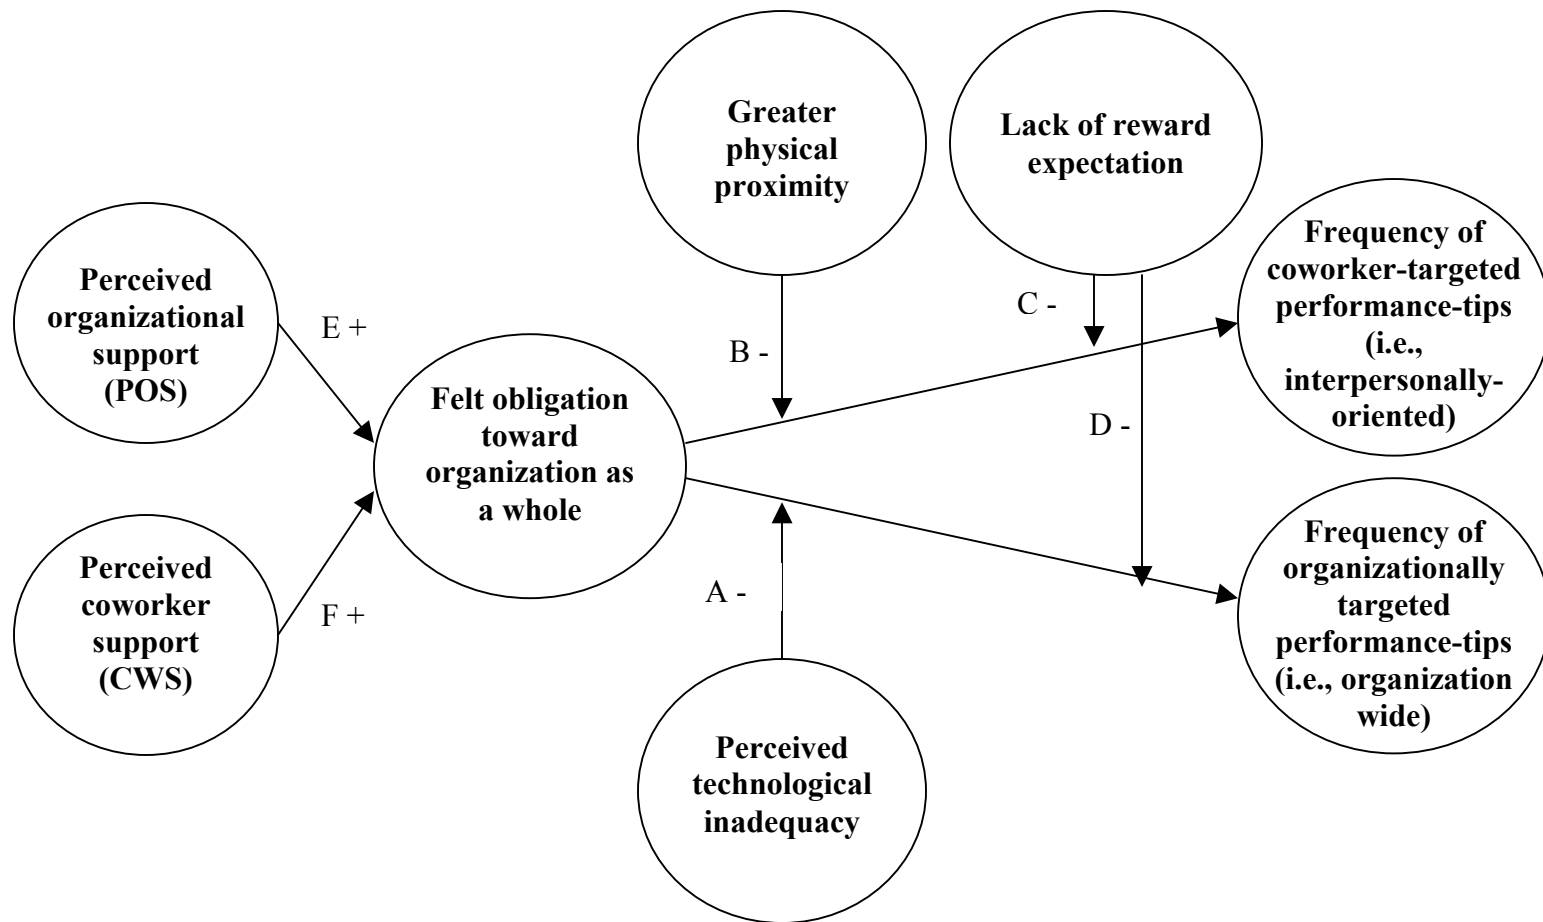 Greater
physical
proximity
Lack of reward
expectation
Perceived
organizational
support
(POS)
E +
B -
C -
D -
Frequency of
coworker-targeted
performance-tips
(i.e.,
interpersonally-
oriented)
Felt obligation
toward
organization as
a whole
Perceived
coworker
support
(CWS)
F +
A -
Frequency of
organizationally
targeted
performance-tips
(i.e., organization
wide)
Perceived
technological
inadequacy